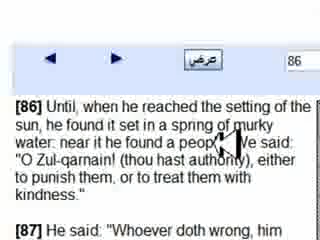 عرض
86
[86] Until, when he reached the setting of the
sun, he found it set in a spring of murky
water: near it he found a We said:
"O Zul-qarnain! (thou hast authority), either
to punish them, or to treat them with
kindness."
[87] He said: "Whoever doth wrong, him